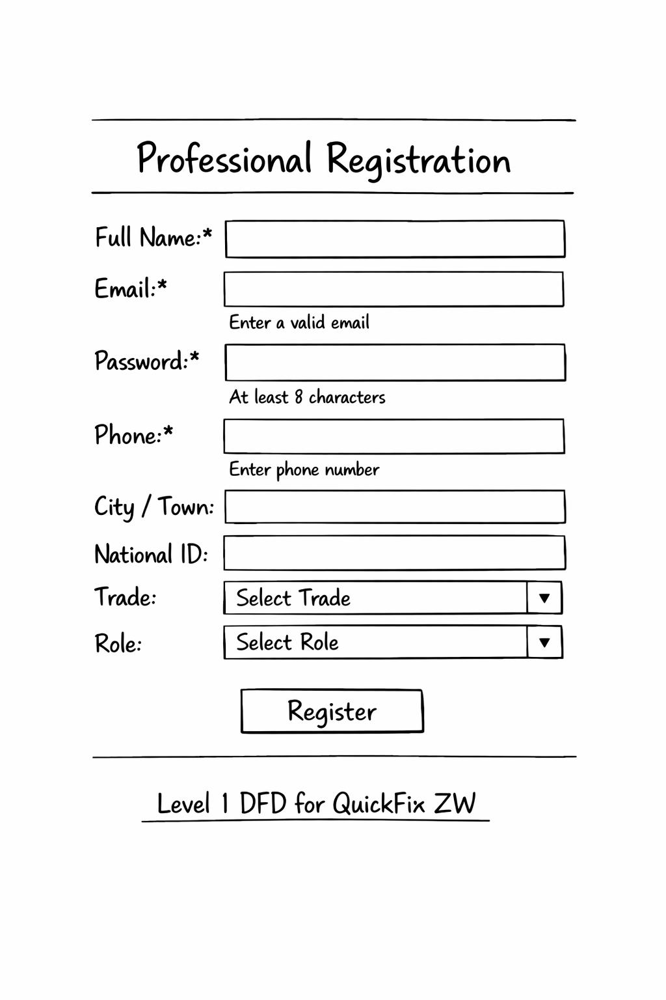 Professional Registration
Full Name:*
Email:*
Enter a valid email
Password:*
At least 8 characters
Phone:*
Enter phone number
City / Town:
National ID:
Trade: Select Trade ▼
Role: Select Role ▼
Register
Level 1 DFD for QuickFix ZW